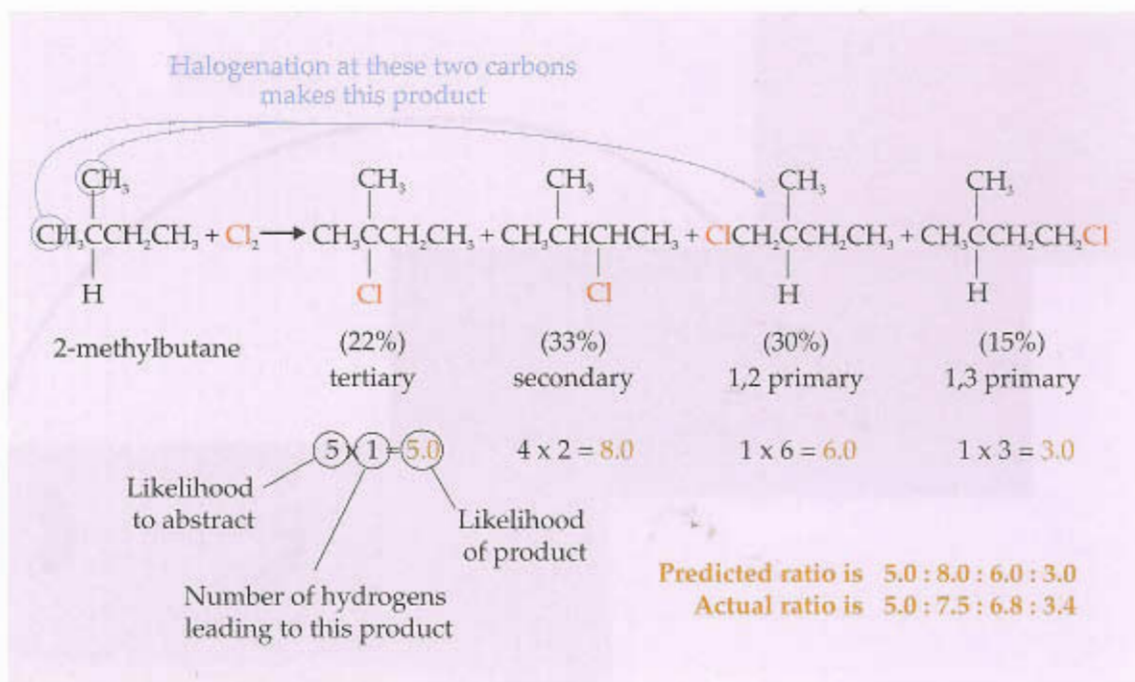 Halogenation at these two carbons
makes this product
CH₃ CH₃ CH₃ CH₃ CH₃
CH₃CCH₂CH₃ + Cl₂ → CH₃CCH₂CH₃ + CH₃CHCHCH₃ + ClCH₂CCH₂CH₃ + CH₃CCH₂CH₂Cl
H Cl Cl H H
2-methylbutane (22%) (33%) (30%) (15%)
tertiary secondary 1,2 primary 1,3 primary
5 x 1 = 5.0 4 x 2 = 8.0 1 x 6 = 6.0 1 x 3 = 3.0
Likelihood
to abstract
Likelihood
of product
Number of hydrogens
leading to this product
Predicted ratio is 5.0 : 8.0 : 6.0 : 3.0
Actual ratio is 5.0 : 7.5 : 6.8 : 3.4